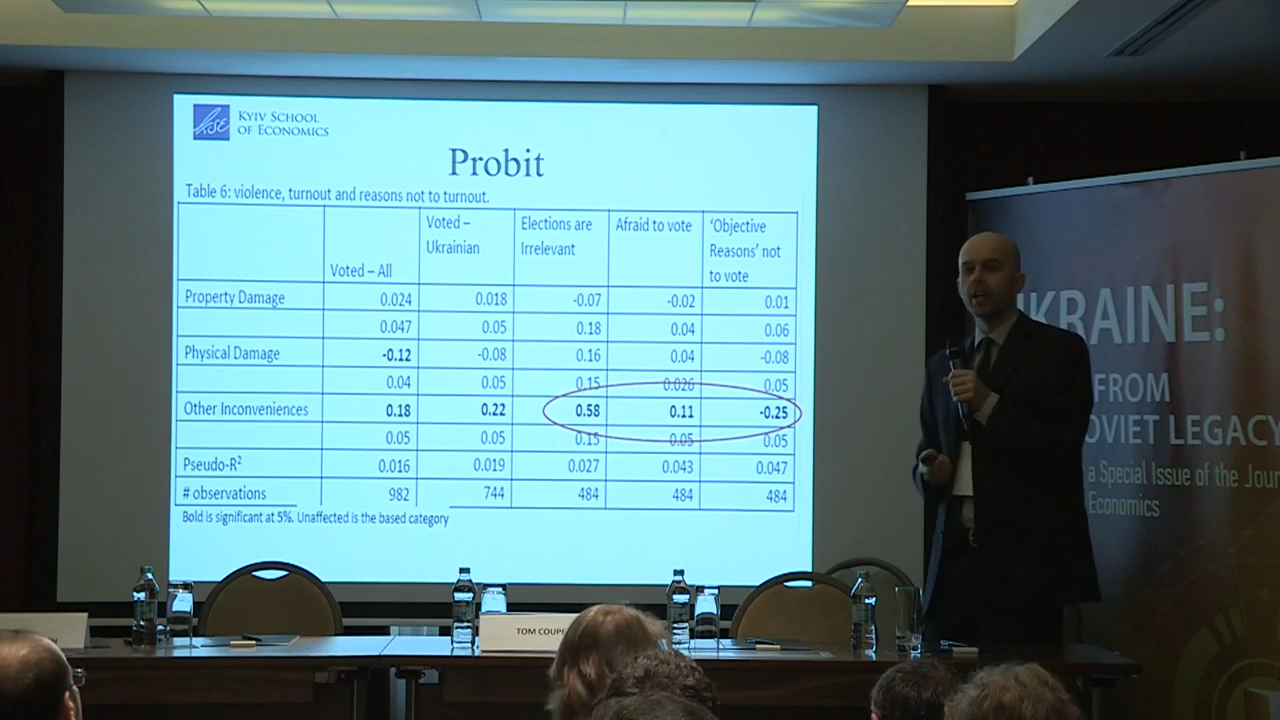 KYIV SCHOOL
OF ECONOMICS
Probit
Table 6: violence, turnout and reasons not to turnout.
Voted – All
Voted –
Ukrainian
Elections are
Irrelevant
Afraid to vote
‘Objective
Reasons’ not
to vote
Property Damage 0.024 0.018 -0.07 -0.02 0.01
0.047 0.05 0.18 0.04 0.06
Physical Damage -0.12 -0.08 0.16 0.04 -0.08
0.04 0.05 0.15 0.026 0.05
Other Inconveniences 0.18 0.22 0.58 0.11 -0.25
0.05 0.05 0.15 0.05 0.05
Pseudo-R² 0.016 0.019 0.027 0.043 0.047
# observations 982 744 484 484 484
Bold is significant at 5%. Unaffected is the based category
KRAINE:
FROM
OVIET LEGACY
a Special Issue of the Jour
Economics
TOM COUPE